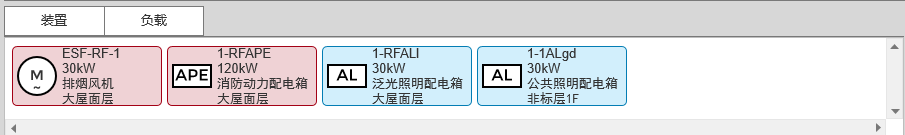 装置
负载
M
~
ESF-RF-1
30kW
排烟风机
大屋面层
APE
1-RFAPE
120kW
消防动力配电箱
大屋面层
AL
1-RFALI
30kW
泛光照明配电箱
大屋面层
AL
1-1ALgd
30kW
公共照明配电箱
非标层1F